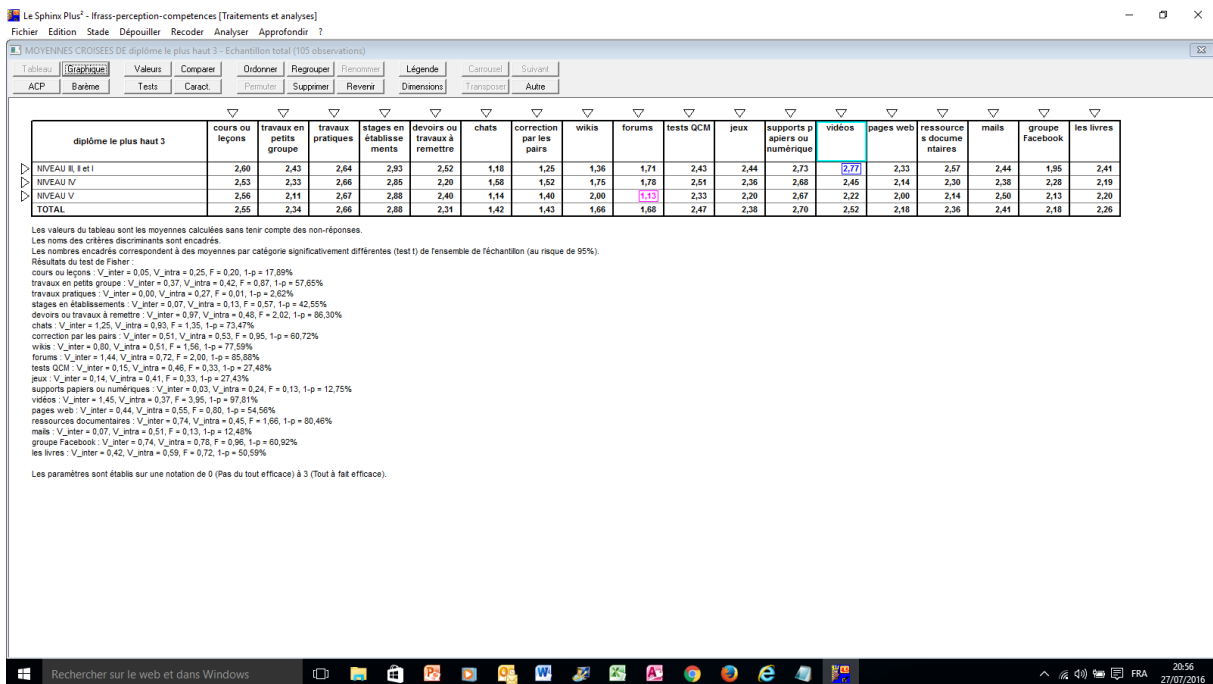 Le Sphinx Plus² - Ifrass-perception-competences [Traitements et analyses]
Fichier Edition Stade Dépouiller Recoder Analyser Approfondir ?
MOYENNES CROISEES DE diplôme le plus haut 3 - Echantillon total (105 observations)
Tableau Graphique Valeurs Comparer Ordonner Regrouper Renommer Légende Carrousel Suivant
ACP Barème Tests Caract. Permuter Supprimer Revenir Dimensions Transposer Autre
diplôme le plus haut 3
cours ou leçons
travaux en petits groupe
travaux pratiques
stages en établisse ments
devoirs ou travaux à remettre
chats
correction par les pairs
wikis
forums
tests QCM
jeux
supports p apiers ou numérique
vidéos
pages web
ressource s docume ntaires
mails
groupe Facebook
les livres
NIVEAU III, II et I 2,60 2,43 2,64 2,93 2,52 1,18 1,25 1,36 1,71 2,43 2,44 2,73 2,77 2,33 2,57 2,44 1,95 2,41
NIVEAU IV 2,53 2,33 2,66 2,85 2,20 1,58 1,52 1,75 1,78 2,51 2,36 2,68 2,45 2,14 2,30 2,38 2,28 2,19
NIVEAU V 2,56 2,11 2,67 2,88 2,40 1,14 1,40 2,00 1,13 2,33 2,20 2,67 2,22 2,00 2,14 2,50 2,13 2,20
TOTAL 2,55 2,34 2,66 2,88 2,31 1,42 1,43 1,66 1,68 2,47 2,38 2,70 2,52 2,18 2,36 2,41 2,18 2,26
Les valeurs du tableau sont les moyennes calculées sans tenir compte des non-réponses.
Les noms des critères discriminants sont encadrés.
Les nombres encadrés correspondent à des moyennes par catégorie significativement différentes (test t) de l'ensemble de l'échantillon (au risque de 95%).
Résultats du test de Fisher :
cours ou leçons : V_inter = 0,05, V_intra = 0,25, F = 0,20, 1-p = 17,89%
travaux en petits groupe : V_inter = 0,37, V_intra = 0,42, F = 0,87, 1-p = 57,65%
travaux pratiques : V_inter = 0,00, V_intra = 0,27, F = 0,01, 1-p = 2,62%
stages en établissements : V_inter = 0,07, V_intra = 0,13, F = 0,57, 1-p = 42,55%
devoirs ou travaux à remettre : V_inter = 0,97, V_intra = 0,48, F = 2,02, 1-p = 86,30%
chats : V_inter = 1,25, V_intra = 0,93, F = 1,35, 1-p = 73,47%
correction par les pairs : V_inter = 0,51, V_intra = 0,53, F = 0,95, 1-p = 60,72%
wikis : V_inter = 0,80, V_intra = 0,51, F = 1,56, 1-p = 77,59%
forums : V_inter = 1,44, V_intra = 0,72, F = 2,00, 1-p = 85,88%
tests QCM : V_inter = 0,15, V_intra = 0,46, F = 0,33, 1-p = 27,48%
jeux : V_inter = 0,14, V_intra = 0,41, F = 0,33, 1-p = 27,43%
supports papiers ou numériques : V_inter = 0,03, V_intra = 0,24, F = 0,13, 1-p = 12,75%
vidéos : V_inter = 1,45, V_intra = 0,37, F = 3,95, 1-p = 97,81%
pages web : V_inter = 0,44, V_intra = 0,55, F = 0,80, 1-p = 54,56%
ressources documentaires : V_inter = 0,74, V_intra = 0,45, F = 1,66, 1-p = 80,46%
mails : V_inter = 0,07, V_intra = 0,51, F = 0,13, 1-p = 12,48%
groupe Facebook : V_inter = 0,74, V_intra = 0,78, F = 0,96, 1-p = 60,92%
les livres : V_inter = 0,42, V_intra = 0,59, F = 0,72, 1-p = 50,59%
Les paramètres sont établis sur une notation de 0 (Pas du tout efficace) à 3 (Tout à fait efficace).
Rechercher sur le web et dans Windows
FRA
20:56
27/07/2016